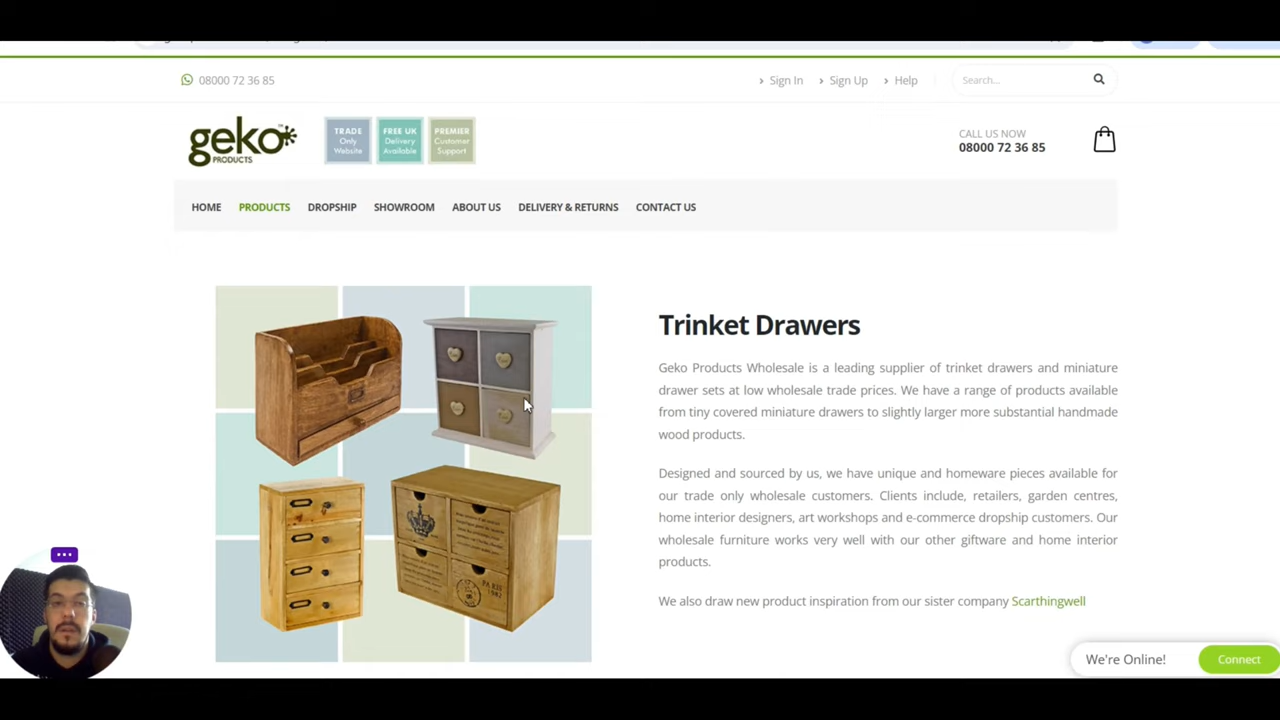 08000 72 36 85
Sign In
Sign Up
Help
Search...
geko
PRODUCTS
TRADE
Only
Website
FREE UK
Delivery
Available
PREMIER
Customer
Support
CALL US NOW
08000 72 36 85
HOME
PRODUCTS
DROPSHIP
SHOWROOM
ABOUT US
DELIVERY & RETURNS
CONTACT US
Trinket Drawers
Geko Products Wholesale is a leading supplier of trinket drawers and miniature
drawer sets at low wholesale trade prices. We have a range of products available
from tiny covered miniature drawers to slightly larger more substantial handmade
wood products.
Designed and sourced by us, we have unique and homeware pieces available for
our trade only wholesale customers. Clients include, retailers, garden centres,
home interior designers, art workshops and e-commerce dropship customers. Our
wholesale furniture works very well with our other giftware and home interior
products.
We also draw new product inspiration from our sister company Scarthingwell
PARIS
1982
We're Online!
Connect